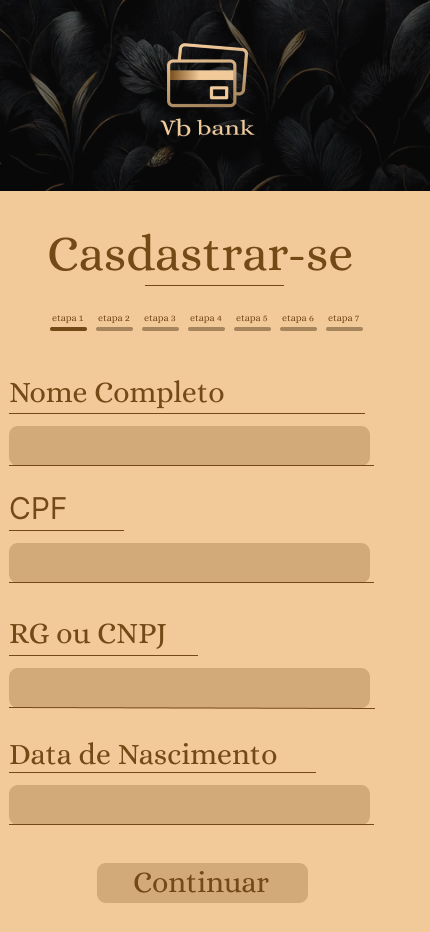 Vb bank
Casdastrar-se
etapa 1 etapa 2 etapa 3 etapa 4 etapa 5 etapa 6 etapa 7
Nome Completo
CPF
RG ou CNPJ
Data de Nascimento
Continuar